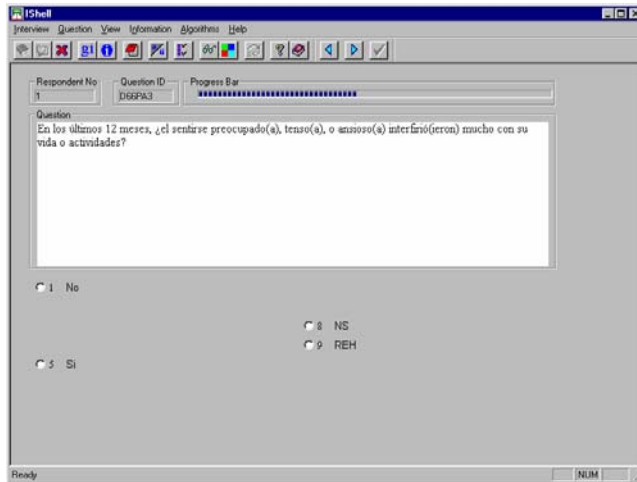 IShell
Interview Question View Information Algorithms Help
g1
Respondent No
Question ID
Progress Bar
1
D66PA3
Question
En los últimos 12 meses, ¿el sentirse preocupado(a), tenso(a), o ansioso(a) interfirió(ieron) mucho con su
vida o actividades?
1 No
8 NS
9 REH
5 Si
Ready
NUM